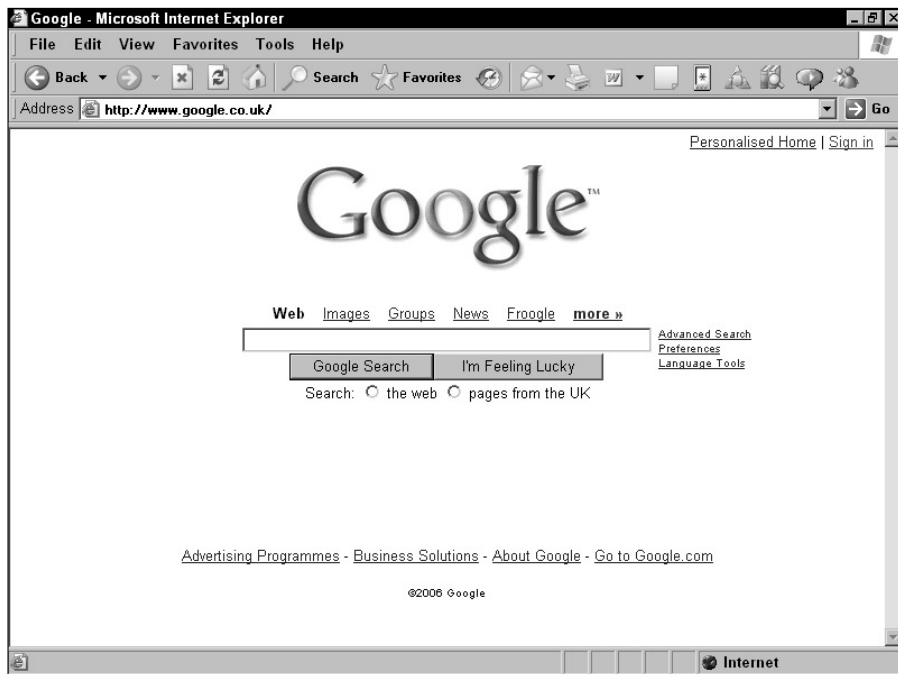 Google - Microsoft Internet Explorer
File Edit View Favorites Tools Help
Back Search Favorites
Address http://www.google.co.uk/ Go
Personalised Home | Sign in
Google™
Web Images Groups News Froogle more »
Advanced Search
Preferences
Language Tools
Google Search I'm Feeling Lucky
Search: the web pages from the UK
Advertising Programmes - Business Solutions - About Google - Go to Google.com
©2006 Google
Internet